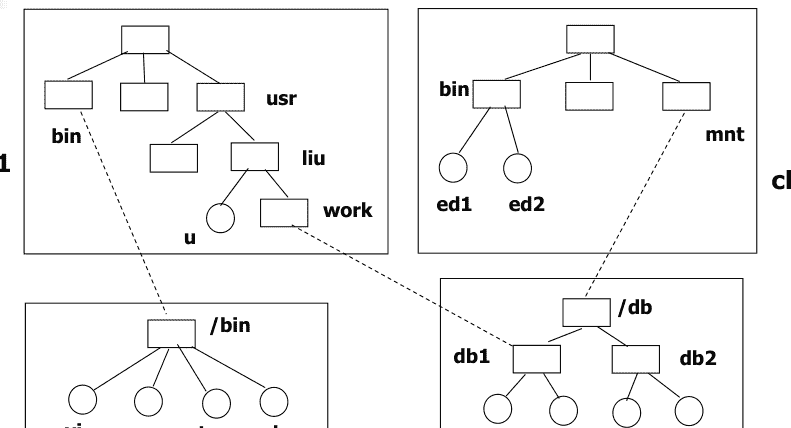 usr
bin
liu
work
u
1
bin
mnt
ed1
ed2
cl
/bin
/db
db1
db2